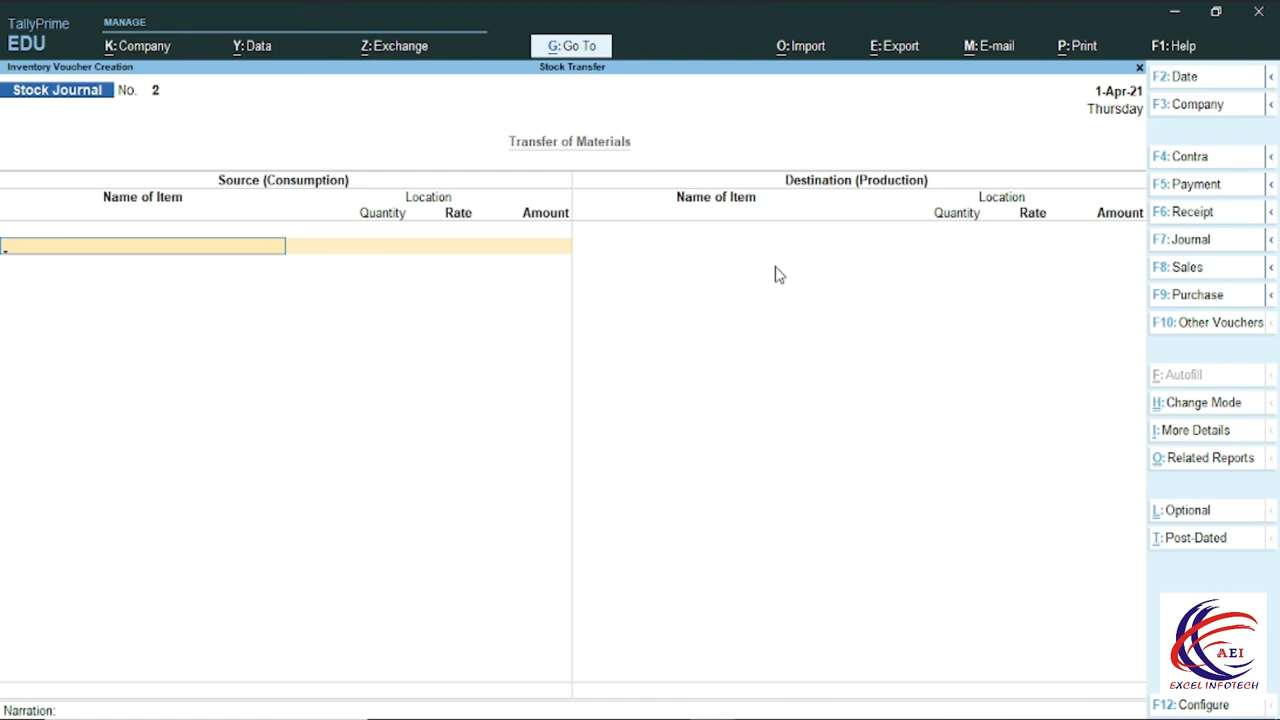 TallyPrime
EDU
MANAGE
K: Company Y: Data Z: Exchange G: Go To O: Import E: Export M: E-mail P: Print F1: Help
Inventory Voucher Creation Stock Transfer x
Stock Journal No. 2 1-Apr-21
Thursday
Transfer of Materials
Source (Consumption) Destination (Production)
Name of Item Location Name of Item Location
Quantity Rate Amount Quantity Rate Amount
Narration:
F2: Date
F3: Company
F4: Contra
F5: Payment
F6: Receipt
F7: Journal
F8: Sales
F9: Purchase
F10: Other Vouchers
F: Autofill
H: Change Mode
I: More Details
O: Related Reports
L: Optional
T: Post-Dated
AEI
EXCEL INFOTECH
F12: Configure